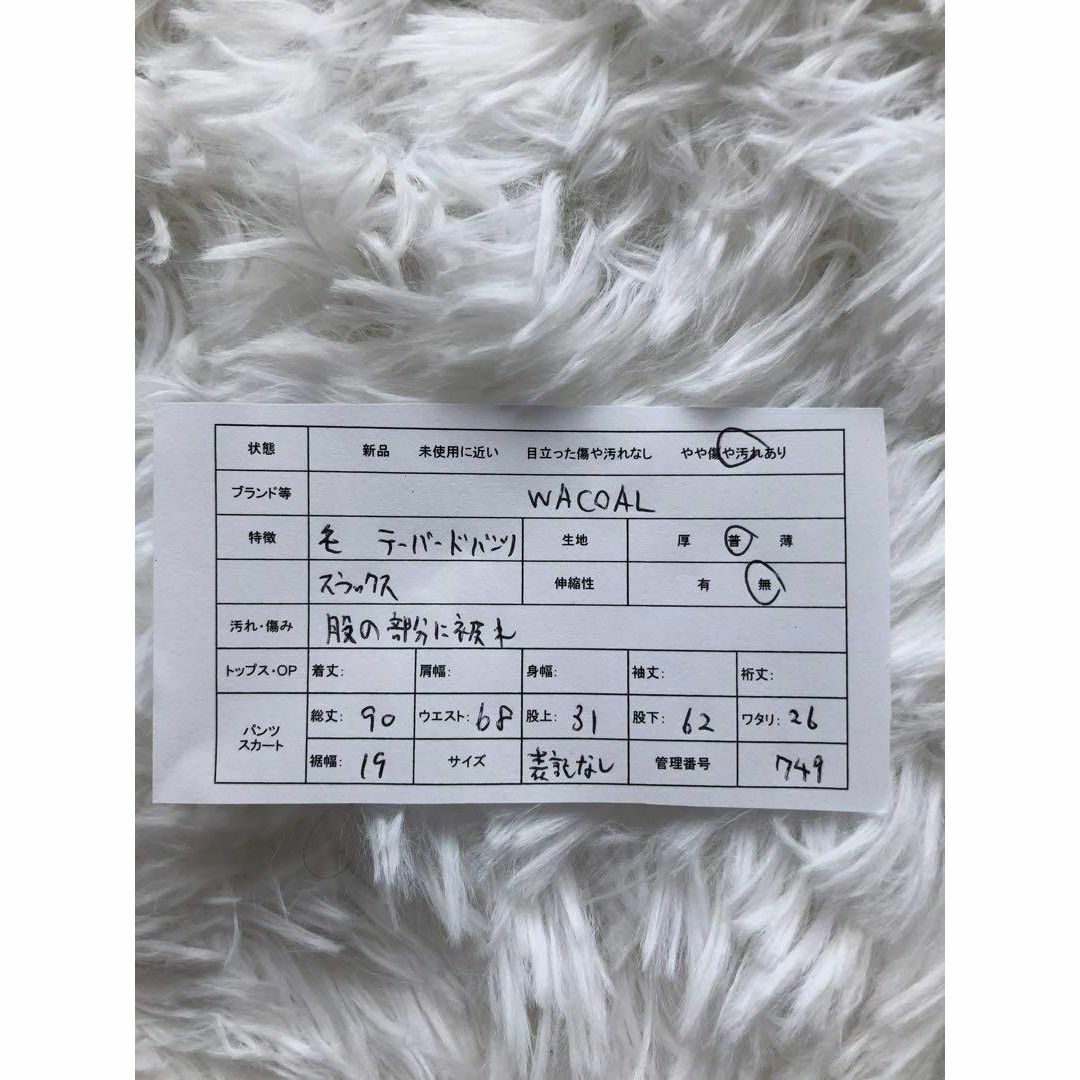 状態 新品 未使用に近い 目立った傷や汚れなし やや傷や汚れあり
ブランド等 WACOAL
特徴 毛 テーパードパンツ 生地 厚 普 薄
スラックス 伸縮性 有 無
汚れ・傷み 股の部分に破れ
トップス・OP 着丈: 肩幅: 身幅: 袖丈: 裄丈:
パンツ スカート 総丈: 90 ウエスト: 68 股上: 31 股下: 62 ワタリ: 26
裾幅: 19 サイズ 表記なし 管理番号 749